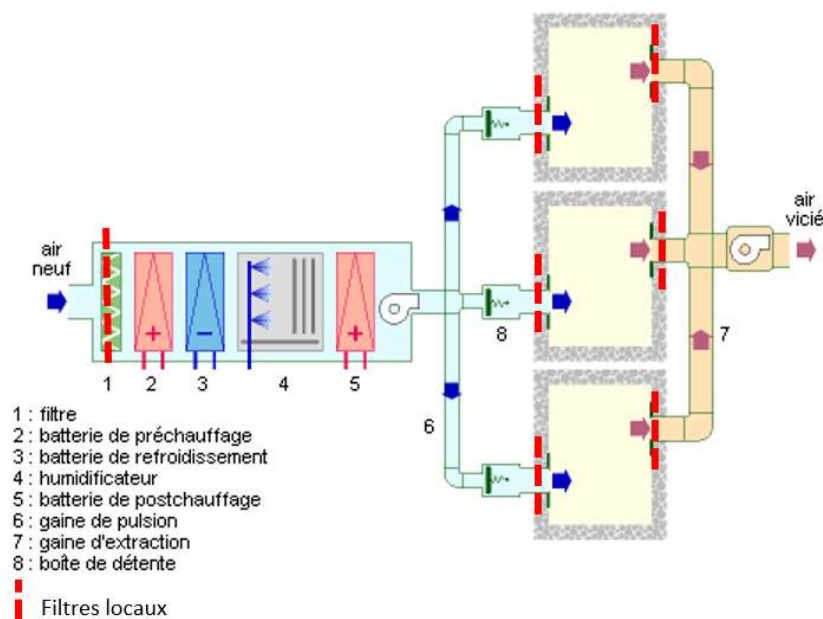 air
neuf
air
vicié
+
−
+
1
2
3
4
5
6
7
8
1 : filtre
2 : batterie de préchauffage
3 : batterie de refroidissement
4 : humidificateur
5 : batterie de postchauffage
6 : gaine de pulsion
7 : gaine d'extraction
8 : boîte de détente
Filtres locaux